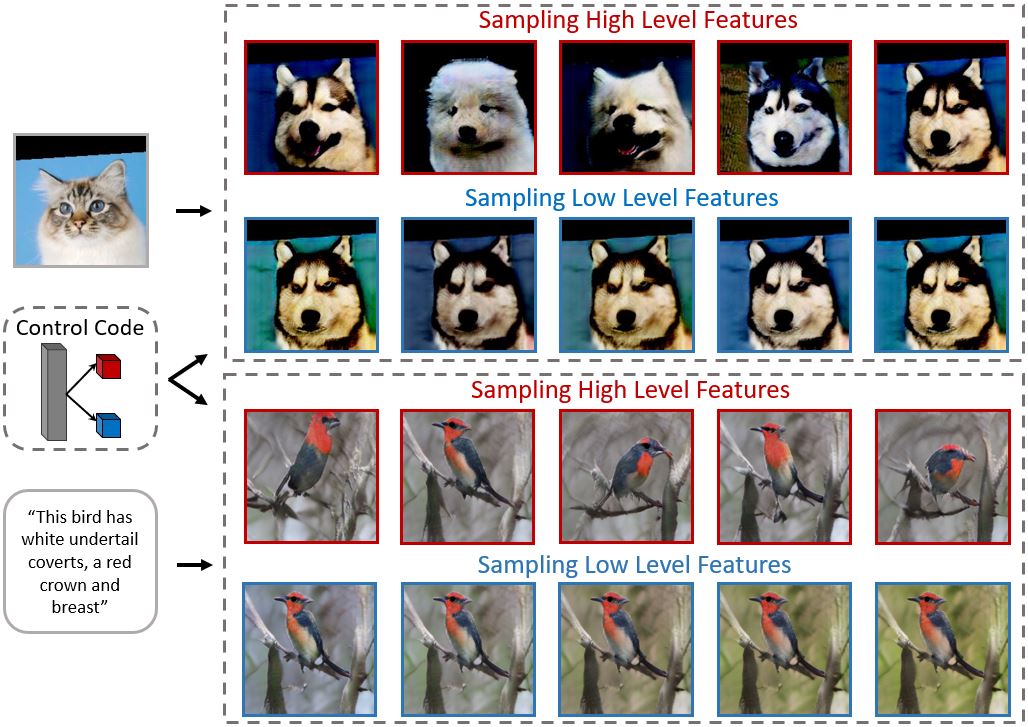 Sampling High Level Features
Sampling Low Level Features
Control Code
Sampling High Level Features
“This bird has
white undertail
coverts, a red
crown and
breast”
Sampling Low Level Features